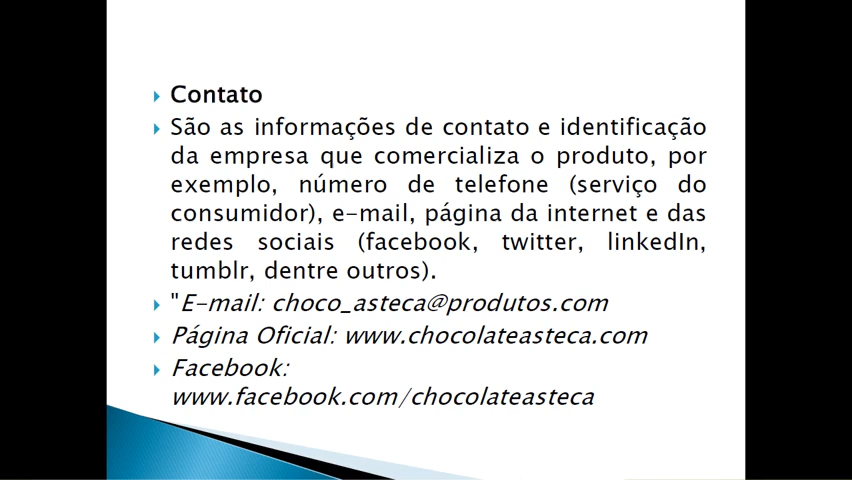 Contato
São as informações de contato e identificação
da empresa que comercializa o produto, por
exemplo, número de telefone (serviço do
consumidor), e-mail, página da internet e das
redes sociais (facebook, twitter, linkedIn,
tumblr, dentre outros).
"E-mail: choco_asteca@produtos.com
Página Oficial: www.chocolateasteca.com
Facebook:
www.facebook.com/chocolateasteca